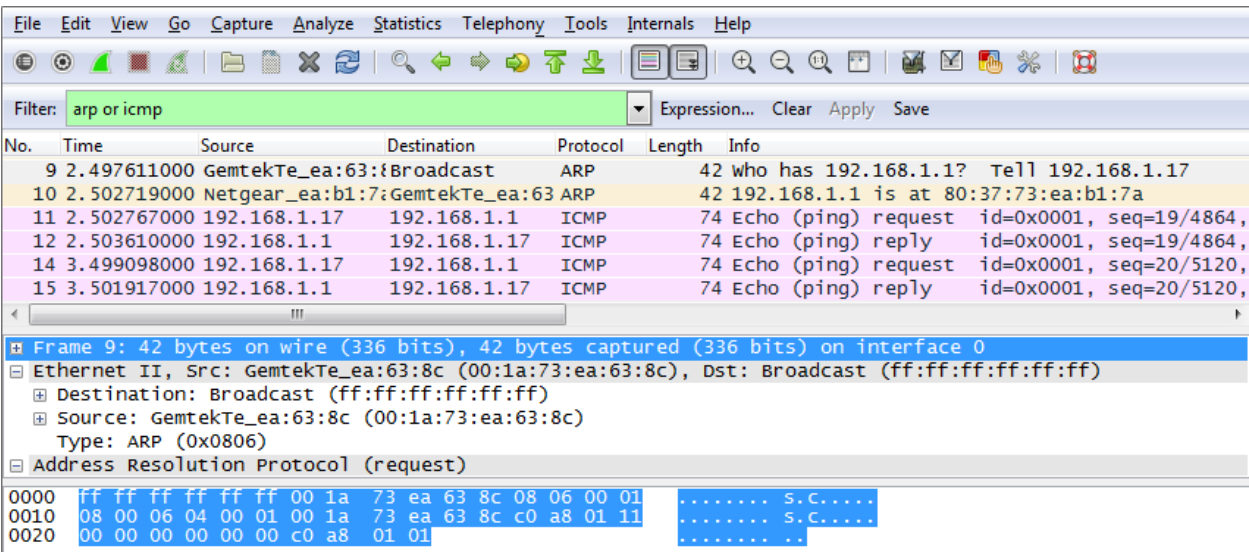 File Edit View Go Capture Analyze Statistics Telephony Tools Internals Help
Filter: arp or icmp Expression... Clear Apply Save
No. Time Source Destination Protocol Length Info
9 2.497611000 GemtekTe_ea:63:8 Broadcast ARP 42 Who has 192.168.1.1? Tell 192.168.1.17
10 2.502719000 Netgear_ea:b1:7a GemtekTe_ea:63 ARP 42 192.168.1.1 is at 80:37:73:ea:b1:7a
11 2.502767000 192.168.1.17 192.168.1.1 ICMP 74 Echo (ping) request id=0x0001, seq=19/4864,
12 2.503610000 192.168.1.1 192.168.1.17 ICMP 74 Echo (ping) reply id=0x0001, seq=19/4864,
14 3.499098000 192.168.1.17 192.168.1.1 ICMP 74 Echo (ping) request id=0x0001, seq=20/5120,
15 3.501917000 192.168.1.1 192.168.1.17 ICMP 74 Echo (ping) reply id=0x0001, seq=20/5120,
Frame 9: 42 bytes on wire (336 bits), 42 bytes captured (336 bits) on interface 0
Ethernet II, Src: GemtekTe_ea:63:8c (00:1a:73:ea:63:8c), Dst: Broadcast (ff:ff:ff:ff:ff:ff)
Destination: Broadcast (ff:ff:ff:ff:ff:ff)
Source: GemtekTe_ea:63:8c (00:1a:73:ea:63:8c)
Type: ARP (0x0806)
Address Resolution Protocol (request)
0000 ff ff ff ff ff ff 00 1a 73 ea 63 8c 08 06 00 01 ........ s.c.....
0010 08 00 06 04 00 01 00 1a 73 ea 63 8c c0 a8 01 11 ........ s.c.....
0020 00 00 00 00 00 00 c0 a8 01 01 ........ ..